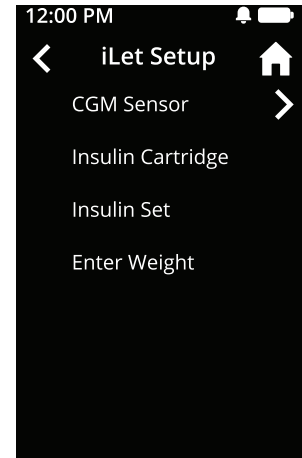 12:00 PM
iLet Setup
CGM Sensor
Insulin Cartridge
Insulin Set
Enter Weight